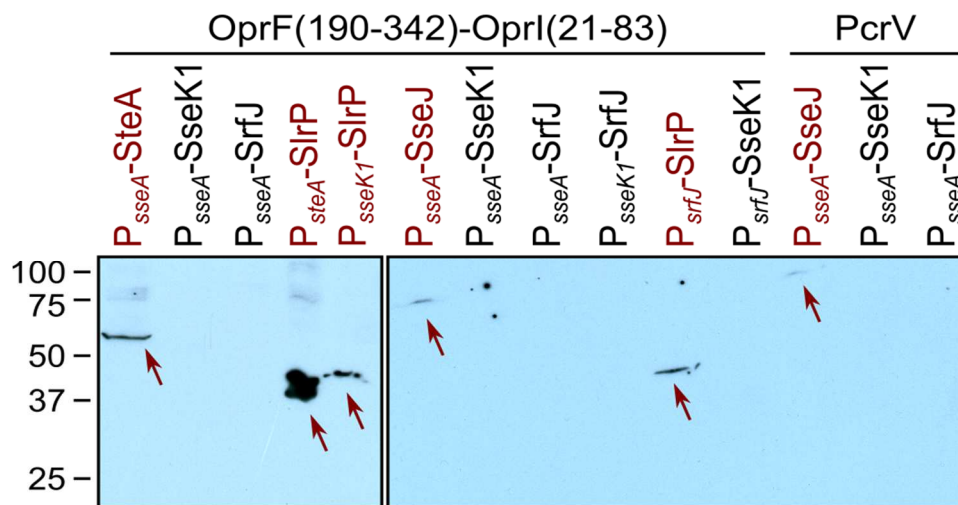 OprF(190-342)-OprI(21-83) PcrV
PsseA-SteA
PsseA-SseK1
PsseA-SrfJ
PsteA-SlrP
PsseK1-SlrP
PsseA-SseJ
PsteA-SseK1
PsteA-SrfJ
PsseK1-SrfJ
PsrfJ-SlrP
PsrfJ-SseK1
PsseA-SseJ
PsseA-SseK1
PsseA-SrfJ
100
75
50
37
25